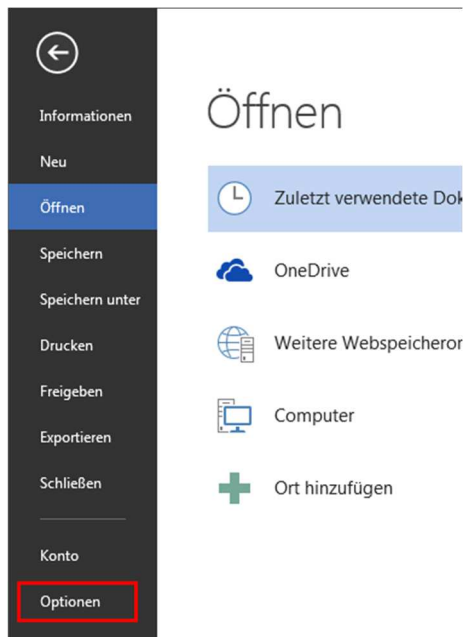 Informationen
Neu
Öffnen
Speichern
Speichern unter
Drucken
Freigeben
Exportieren
Schließen
Konto
Optionen
Öffnen
Zuletzt verwendete Dok
OneDrive
Weitere Webspeicheror
Computer
Ort hinzufügen